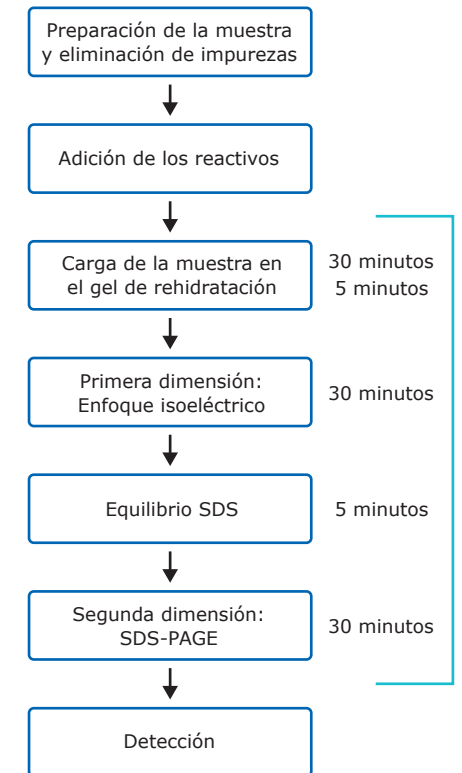 Preparación de la muestra
y eliminación de impurezas
Adición de los reactivos
Carga de la muestra en
el gel de rehidratación
30 minutos
5 minutos
Primera dimensión:
Enfoque isoeléctrico
30 minutos
Equilibrio SDS
5 minutos
Segunda dimensión:
SDS-PAGE
30 minutos
Detección